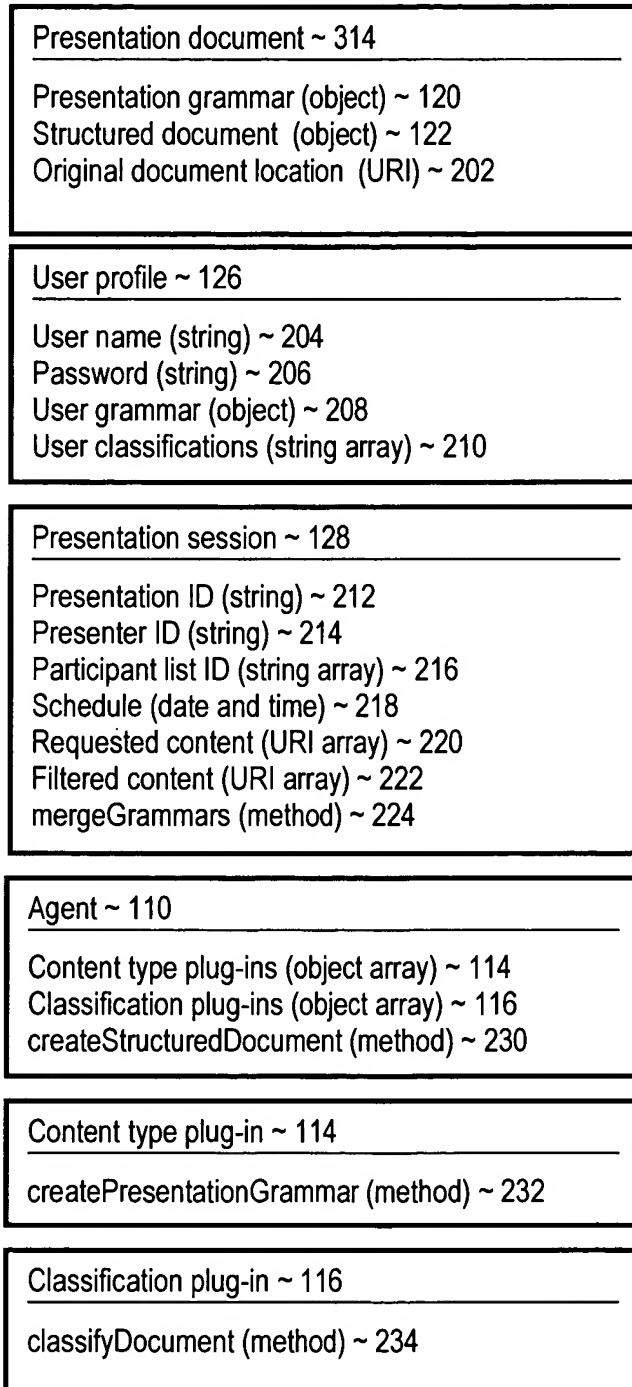 Presentation document ~ 314
Presentation grammar (object) ~ 120
Structured document (object) ~ 122
Original document location (URI) ~ 202
User profile ~ 126
User name (string) ~ 204
Password (string) ~ 206
User grammar (object) ~ 208
User classifications (string array) ~ 210
Presentation session ~ 128
Presentation ID (string) ~ 212
Presenter ID (string) ~ 214
Participant list ID (string array) ~ 216
Schedule (date and time) ~ 218
Requested content (URI array) ~ 220
Filtered content (URI array) ~ 222
mergeGrammars (method) ~ 224
Agent ~ 110
Content type plug-ins (object array) ~ 114
Classification plug-ins (object array) ~ 116
createStructuredDocument (method) ~ 230
Content type plug-in ~ 114
createPresentationGrammar (method) ~ 232
Classification plug-in ~ 116
classifyDocument (method) ~ 234